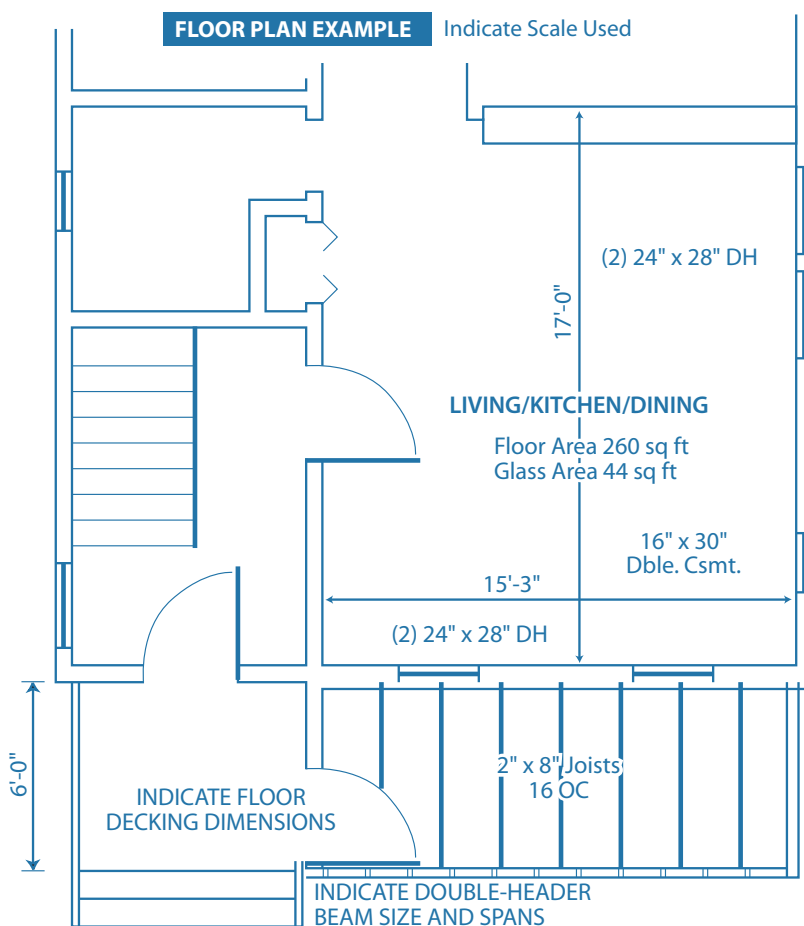 FLOOR PLAN EXAMPLE Indicate Scale Used
(2) 24" x 28" DH
17'-0"
LIVING/KITCHEN/DINING
Floor Area 260 sq ft
Glass Area 44 sq ft
16" x 30"
Dble. Csmt.
15'-3"
(2) 24" x 28" DH
6'-0"
INDICATE FLOOR
DECKING DIMENSIONS
2" x 8" Joists
16 OC
INDICATE DOUBLE-HEADER
BEAM SIZE AND SPANS